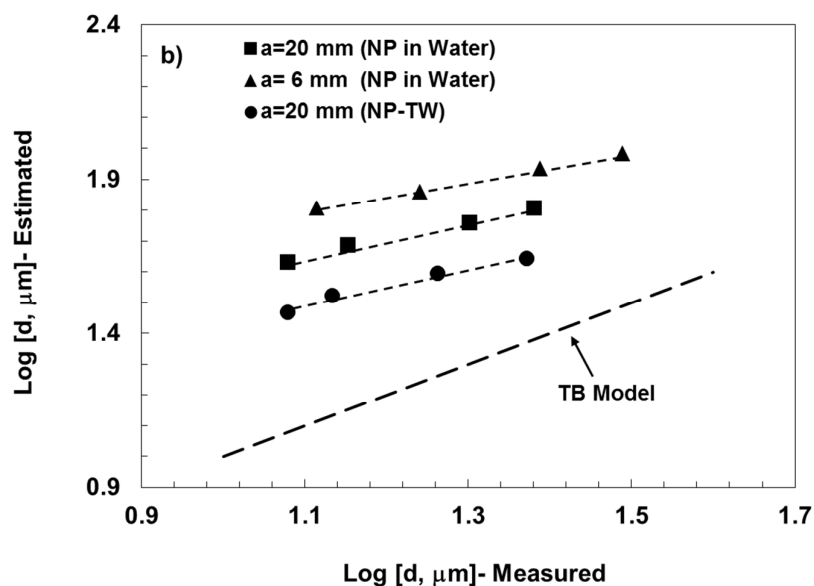 2.4
b)
a=20 mm (NP in Water)
a= 6 mm (NP in Water)
a=20 mm (NP-TW)
1.9
Log [d, μm]- Estimated
1.4
TB Model
0.9
0.9 1.1 1.3 1.5 1.7
Log [d, μm]- Measured